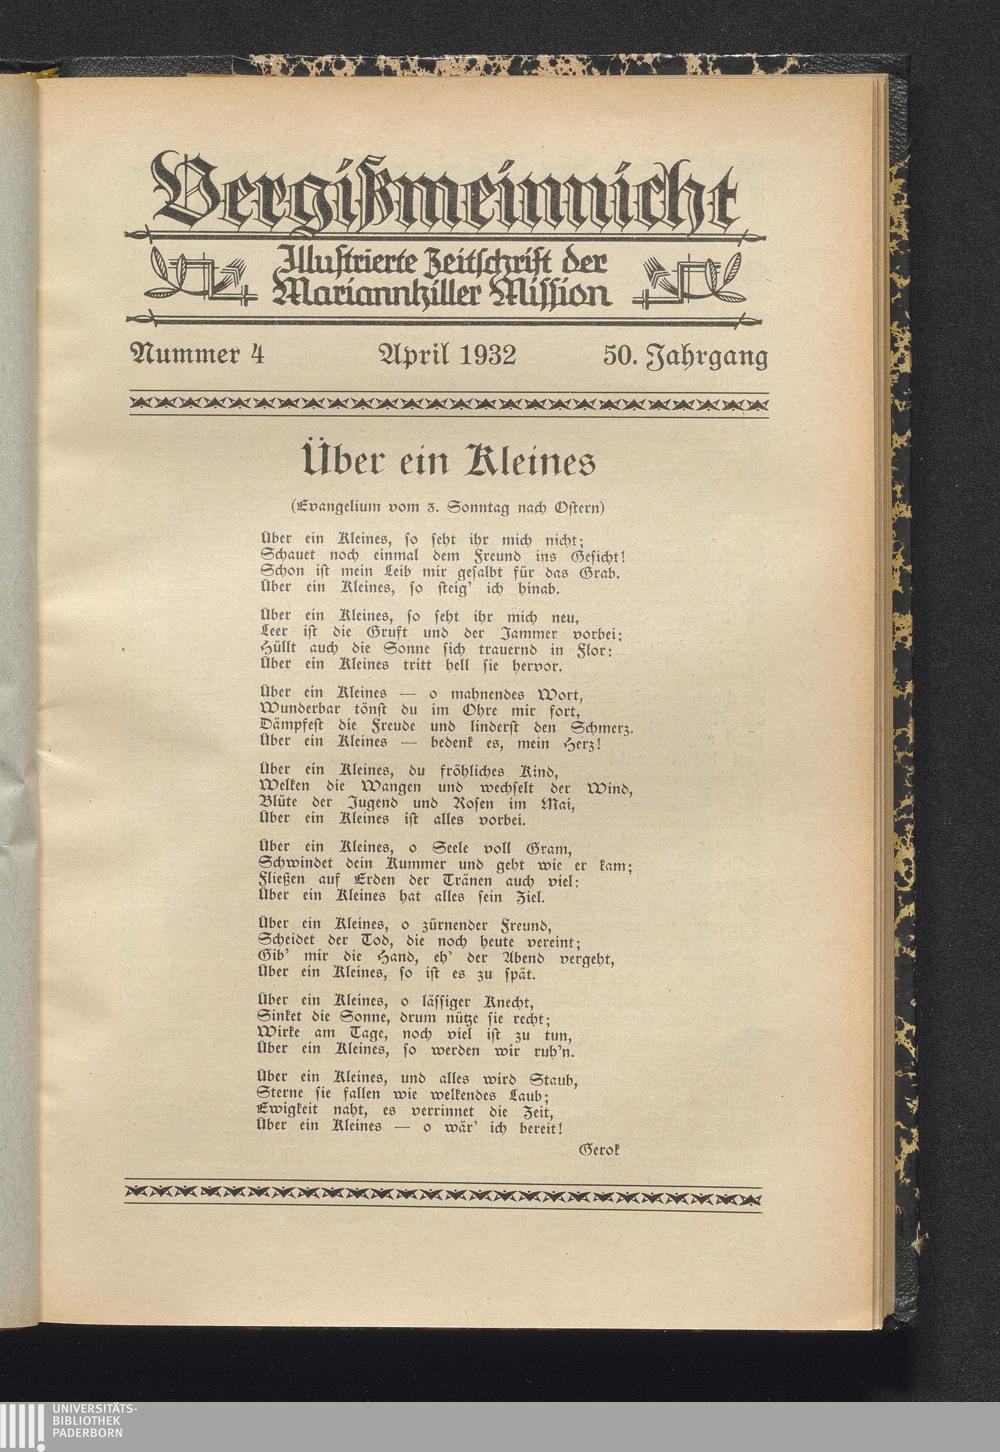 Vergißmeinnicht
Illustrierte Zeitschrift der
Mariannhiller Mission
Nummer 4 April 1932 50. Jahrgang
Über ein Kleines
(Evangelium vom 3. Sonntag nach Ostern)
Über ein Kleines, so seht ihr mich nicht;
Schauet noch einmal dem Freund ins Gesicht!
Schon ist mein Leib mir gesalbt für das Grab.
Über ein Kleines, so steig' ich hinab.
Über ein Kleines, so seht ihr mich neu,
Leer ist die Gruft und der Jammer vorbei;
Hüllt auch die Sonne sich trauernd in Flor:
Über ein Kleines tritt hell sie hervor.
Über ein Kleines — o mahnendes Wort,
Wunderbar tönst du im Ohre mir fort,
Dämpfest die Freude und linderst den Schmerz.
Über ein Kleines — bedenk es, mein Herz!
Über ein Kleines, du fröhliches Kind,
Welken die Wangen und wechselt der Wind,
Blüte der Jugend und Rosen im Mai,
Über ein Kleines ist alles vorbei.
Über ein Kleines, o Seele voll Gram,
Schwindet dein Kummer und geht wie er kam;
Fließen auf Erden der Tränen auch viel:
Über ein Kleines hat alles sein Ziel.
Über ein Kleines, o zürnender Freund,
Scheidet der Tod, die noch heute vereint;
Gib' mir die Hand, eh' der Abend vergeht,
Über ein Kleines, so ist es zu spät.
Über ein Kleines, o lässiger Knecht,
Sinket die Sonne, drum nütze sie recht;
Wirke am Tage, noch viel ist zu tun,
Über ein Kleines, so werden wir ruh'n.
Über ein Kleines, und alles wird Staub,
Sterne sie fallen wie welkendes Laub;
Ewigkeit naht, es verrinnet die Zeit,
Über ein Kleines — o wär' ich bereit!
Gerok
UNIVERSITÄTS-
BIBLIOTHEK
PADERBORN